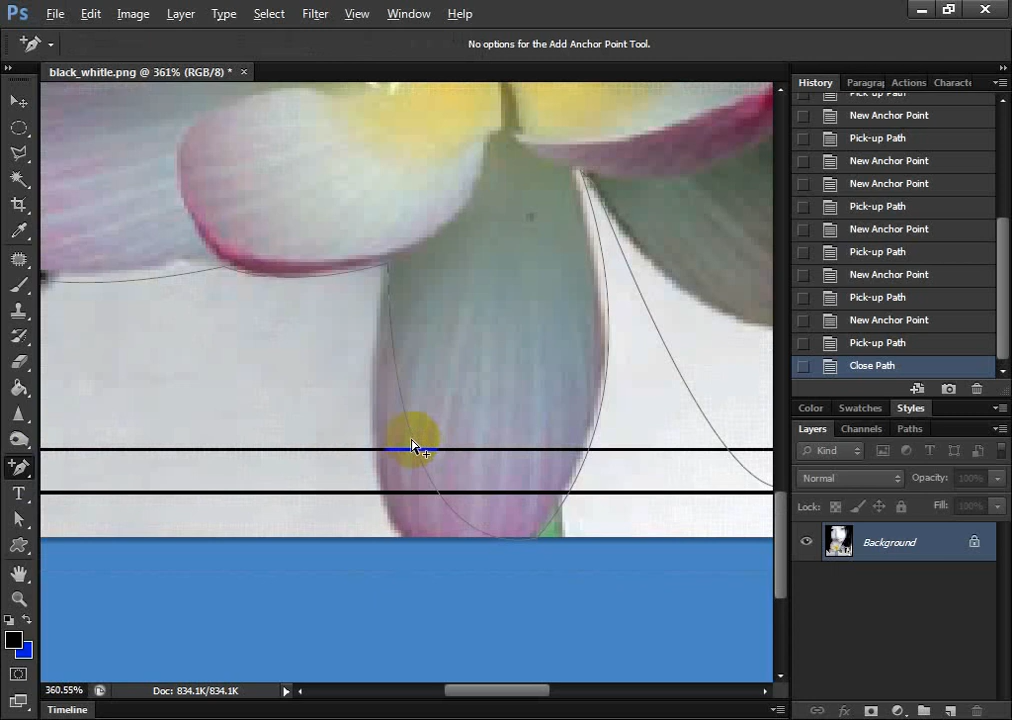 Ps File Edit Image Layer Type Select Filter View Window Help
No options for the Add Anchor Point Tool.
black_whitle.png @ 361% (RGB/8) * ×
History Paragra Actions Characte
Pick-up Path
New Anchor Point
Pick-up Path
New Anchor Point
New Anchor Point
Pick-up Path
New Anchor Point
Pick-up Path
New Anchor Point
Pick-up Path
New Anchor Point
Pick-up Path
Close Path
Color Swatches Styles
Layers Channels Paths
Kind
Normal Opacity: 100%
Lock: Fill: 100%
Background
360.55% Doc: 834.1K/834.1K
Timeline